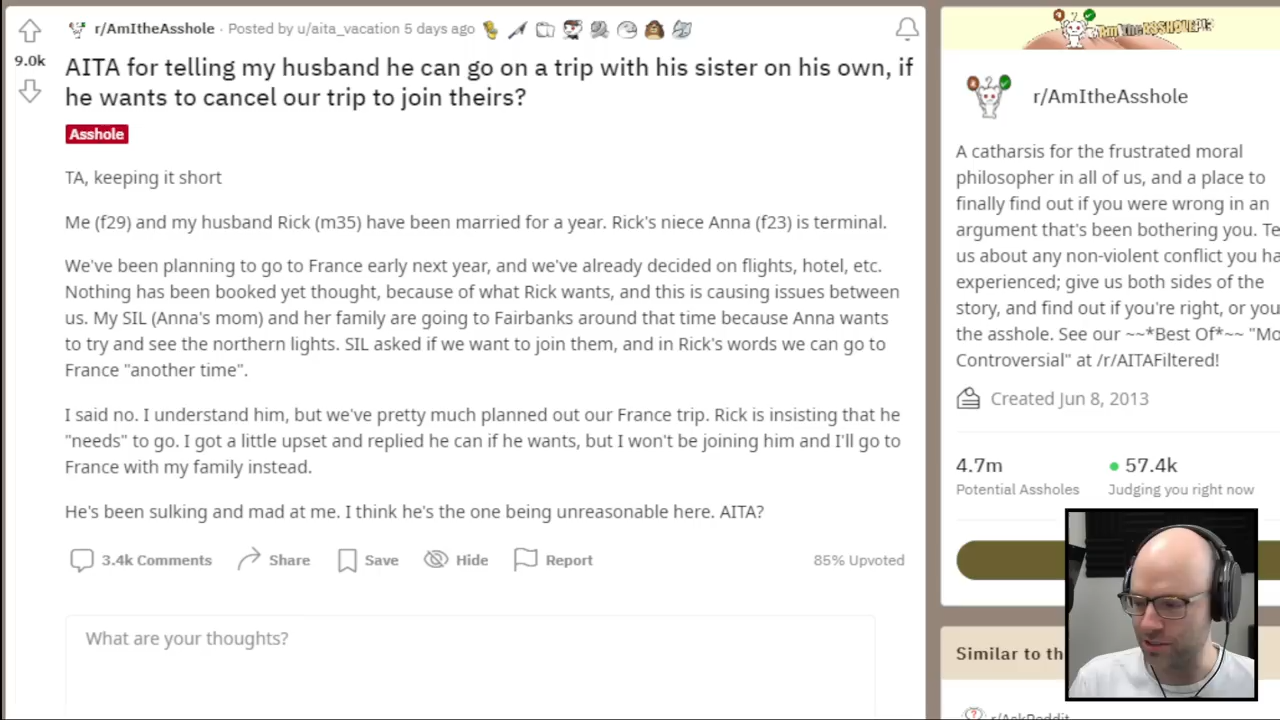 r/AmItheAsshole · Posted by u/aita_vacation 5 days ago
9.0k
AITA for telling my husband he can go on a trip with his sister on his own, if
he wants to cancel our trip to join theirs?
Asshole
TA, keeping it short
Me (f29) and my husband Rick (m35) have been married for a year. Rick's niece Anna (f23) is terminal.
We've been planning to go to France early next year, and we've already decided on flights, hotel, etc.
Nothing has been booked yet thought, because of what Rick wants, and this is causing issues between
us. My SIL (Anna's mom) and her family are going to Fairbanks around that time because Anna wants
to try and see the northern lights. SIL asked if we want to join them, and in Rick's words we can go to
France "another time".
I said no. I understand him, but we've pretty much planned out our France trip. Rick is insisting that he
"needs" to go. I got a little upset and replied he can if he wants, but I won't be joining him and I'll go to
France with my family instead.
He's been sulking and mad at me. I think he's the one being unreasonable here. AITA?
3.4k Comments Share Save Hide Report 85% Upvoted
What are your thoughts?
r/AmItheAsshole
A catharsis for the frustrated moral
philosopher in all of us, and a place to
finally find out if you were wrong in an
argument that's been bothering you. Te
us about any non-violent conflict you ha
experienced; give us both sides of the
story, and find out if you're right, or you
the asshole. See our ~~*Best Of*~~ "Mo
Controversial" at /r/AITAFiltered!
Created Jun 8, 2013
4.7m 57.4k
Potential Assholes Judging you right now
Similar to th
r/AskReddit